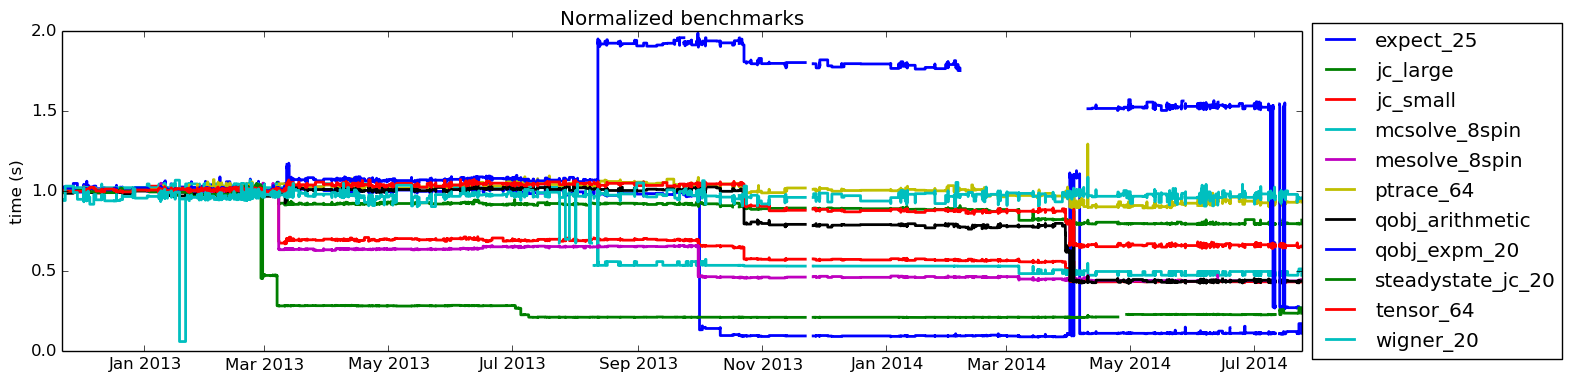 Normalized benchmarks
time (s)
2.0
1.5
1.0
0.5
0.0
Jan 2013
Mar 2013
May 2013
Jul 2013
Sep 2013
Nov 2013
Jan 2014
Mar 2014
May 2014
Jul 2014
expect_25
jc_large
jc_small
mcsolve_8spin
mesolve_8spin
ptrace_64
qobj_arithmetic
qobj_expm_20
steadystate_jc_20
tensor_64
wigner_20